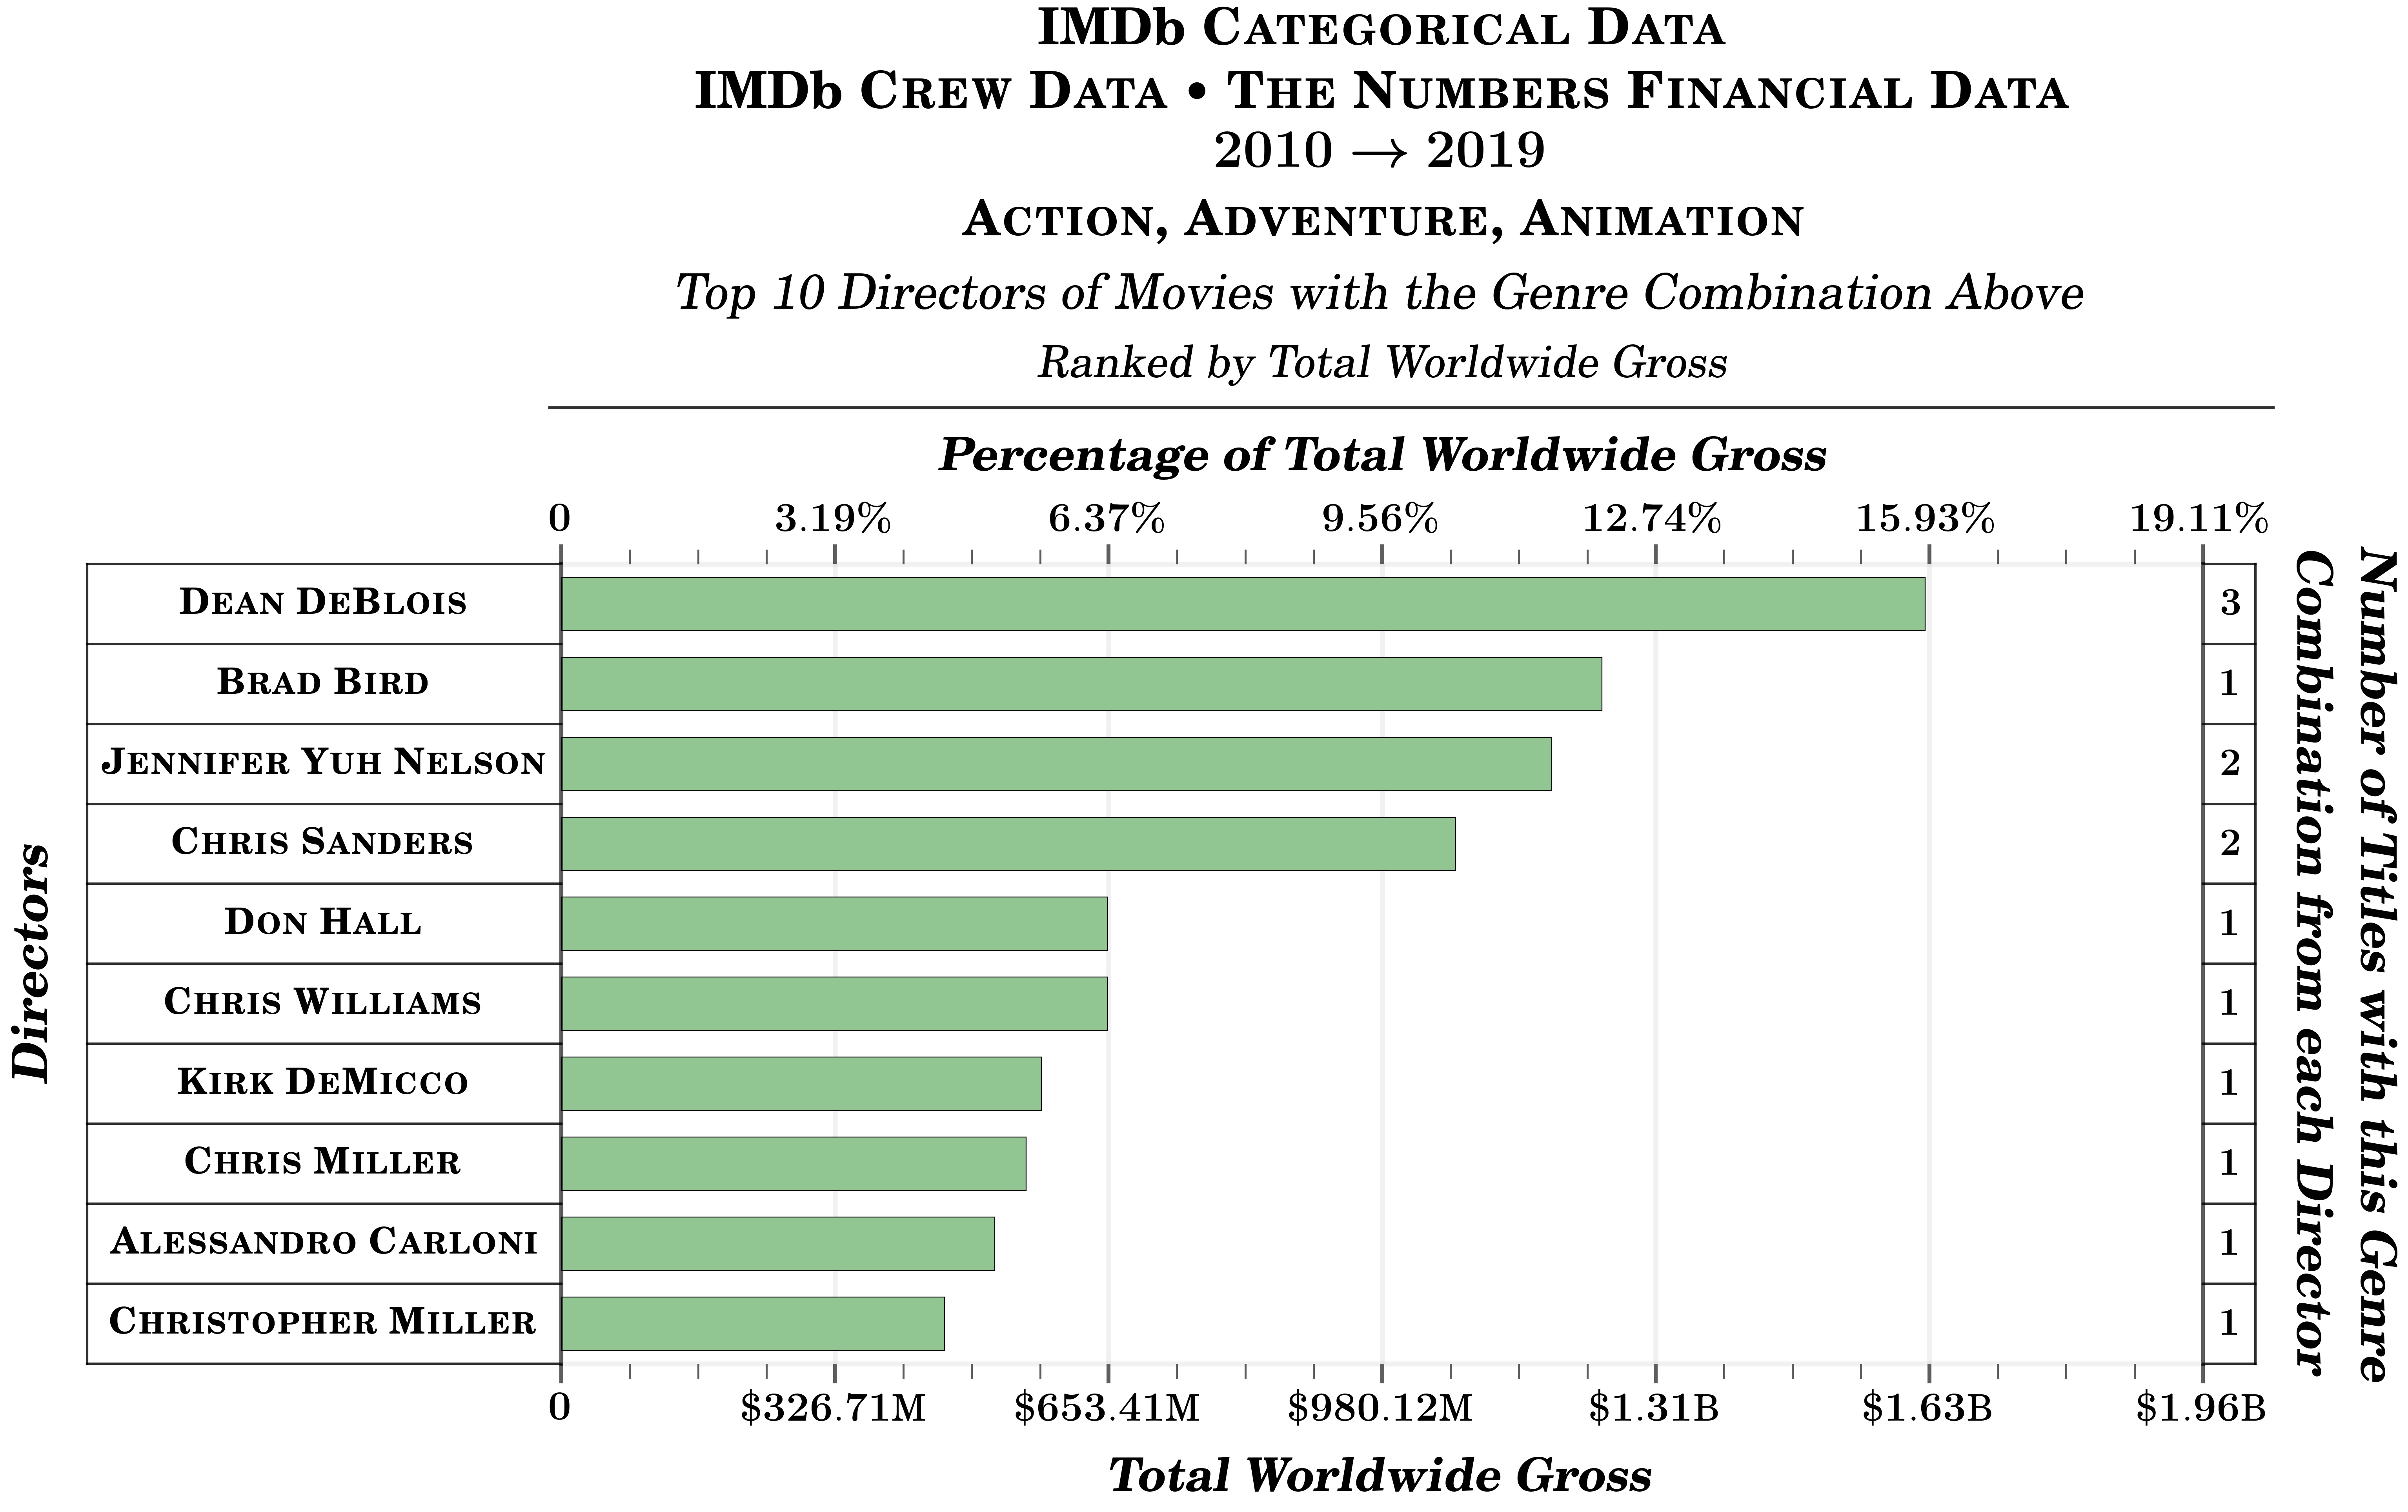 IMDb Categorical Data
IMDb Crew Data • The Numbers Financial Data
2010 → 2019
Action, Adventure, Animation
Top 10 Directors of Movies with the Genre Combination Above
Ranked by Total Worldwide Gross
Percentage of Total Worldwide Gross
0 3.19% 6.37% 9.56% 12.74% 15.93% 19.11%
Directors
Dean DeBlois 3
Brad Bird 1
Jennifer Yuh Nelson 2
Chris Sanders 2
Don Hall 1
Chris Williams 1
Kirk DeMicco 1
Chris Miller 1
Alessandro Carloni 1
Christopher Miller 1
Number of Titles with this Genre
Combination from each Director
0 $326.71M $653.41M $980.12M $1.31B $1.63B $1.96B
Total Worldwide Gross